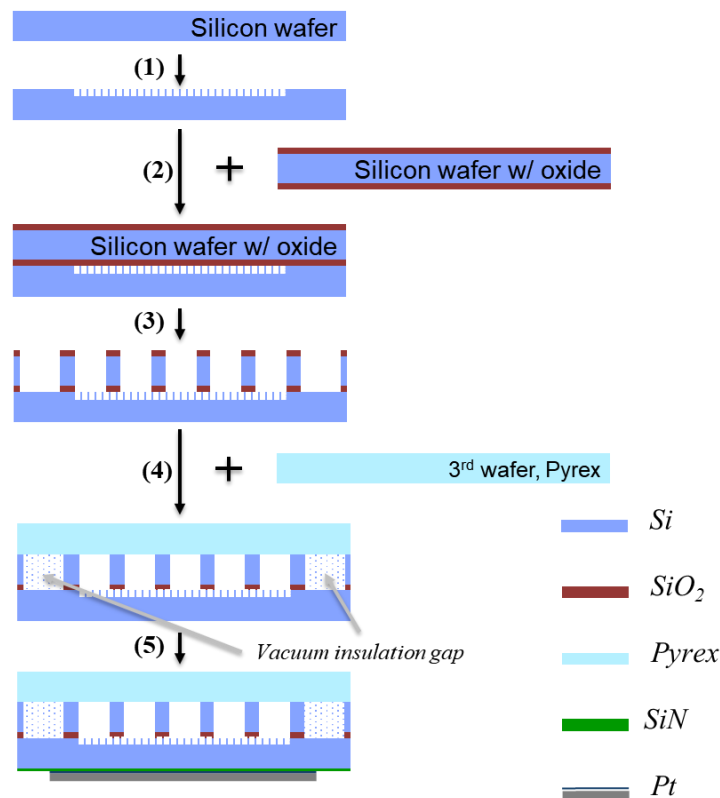 Silicon wafer
(1)
(2)
+
Silicon wafer w/ oxide
Silicon wafer w/ oxide
(3)
(4)
+
3rd wafer, Pyrex
Si
SiO2
Vacuum insulation gap
(5)
Pyrex
SiN
Pt